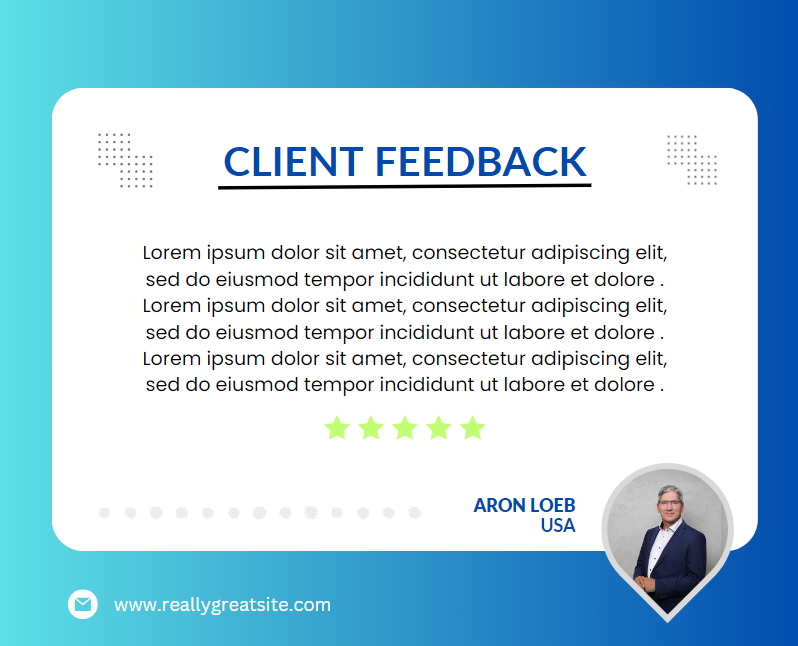 CLIENT FEEDBACK
Lorem ipsum dolor sit amet, consectetur adipiscing elit,
sed do eiusmod tempor incididunt ut labore et dolore .
Lorem ipsum dolor sit amet, consectetur adipiscing elit,
sed do eiusmod tempor incididunt ut labore et dolore .
Lorem ipsum dolor sit amet, consectetur adipiscing elit,
sed do eiusmod tempor incididunt ut labore et dolore .
ARON LOEB
USA
www.reallygreatsite.com